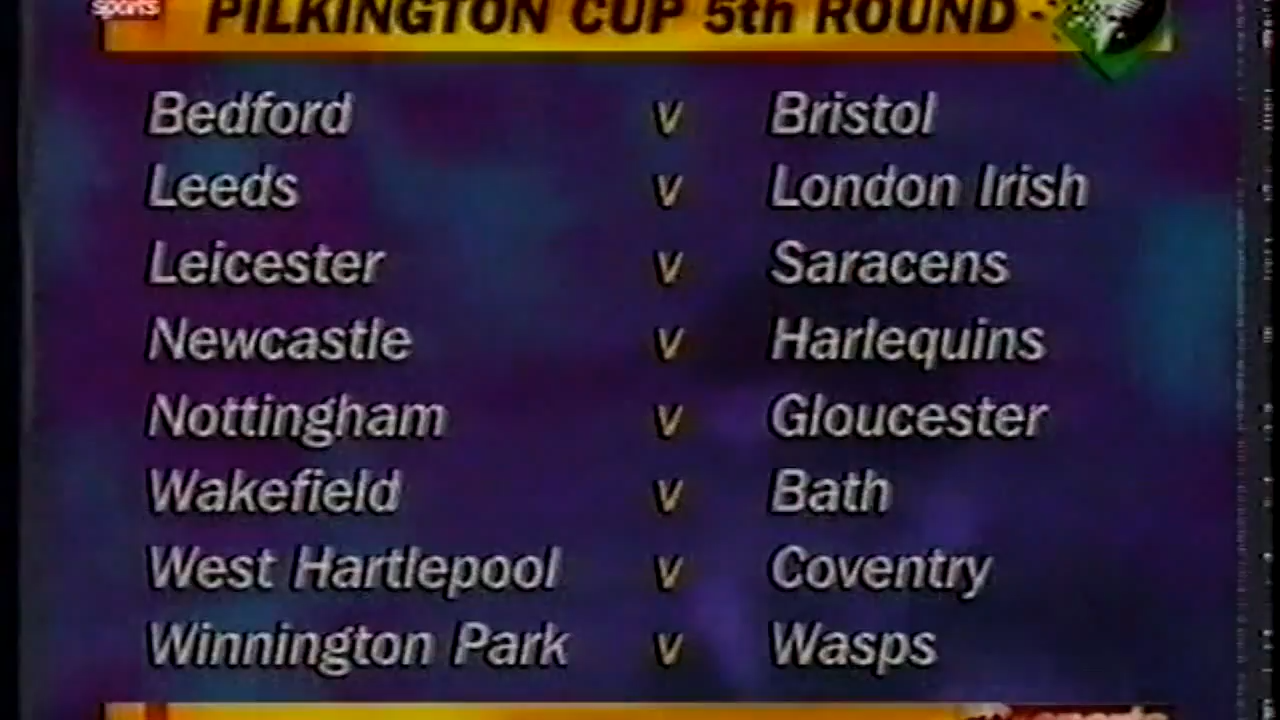 sports
PILKINGTON CUP 5th ROUND
Bedford v Bristol
Leeds v London Irish
Leicester v Saracens
Newcastle v Harlequins
Nottingham v Gloucester
Wakefield v Bath
West Hartlepool v Coventry
Winnington Park v Wasps
sports